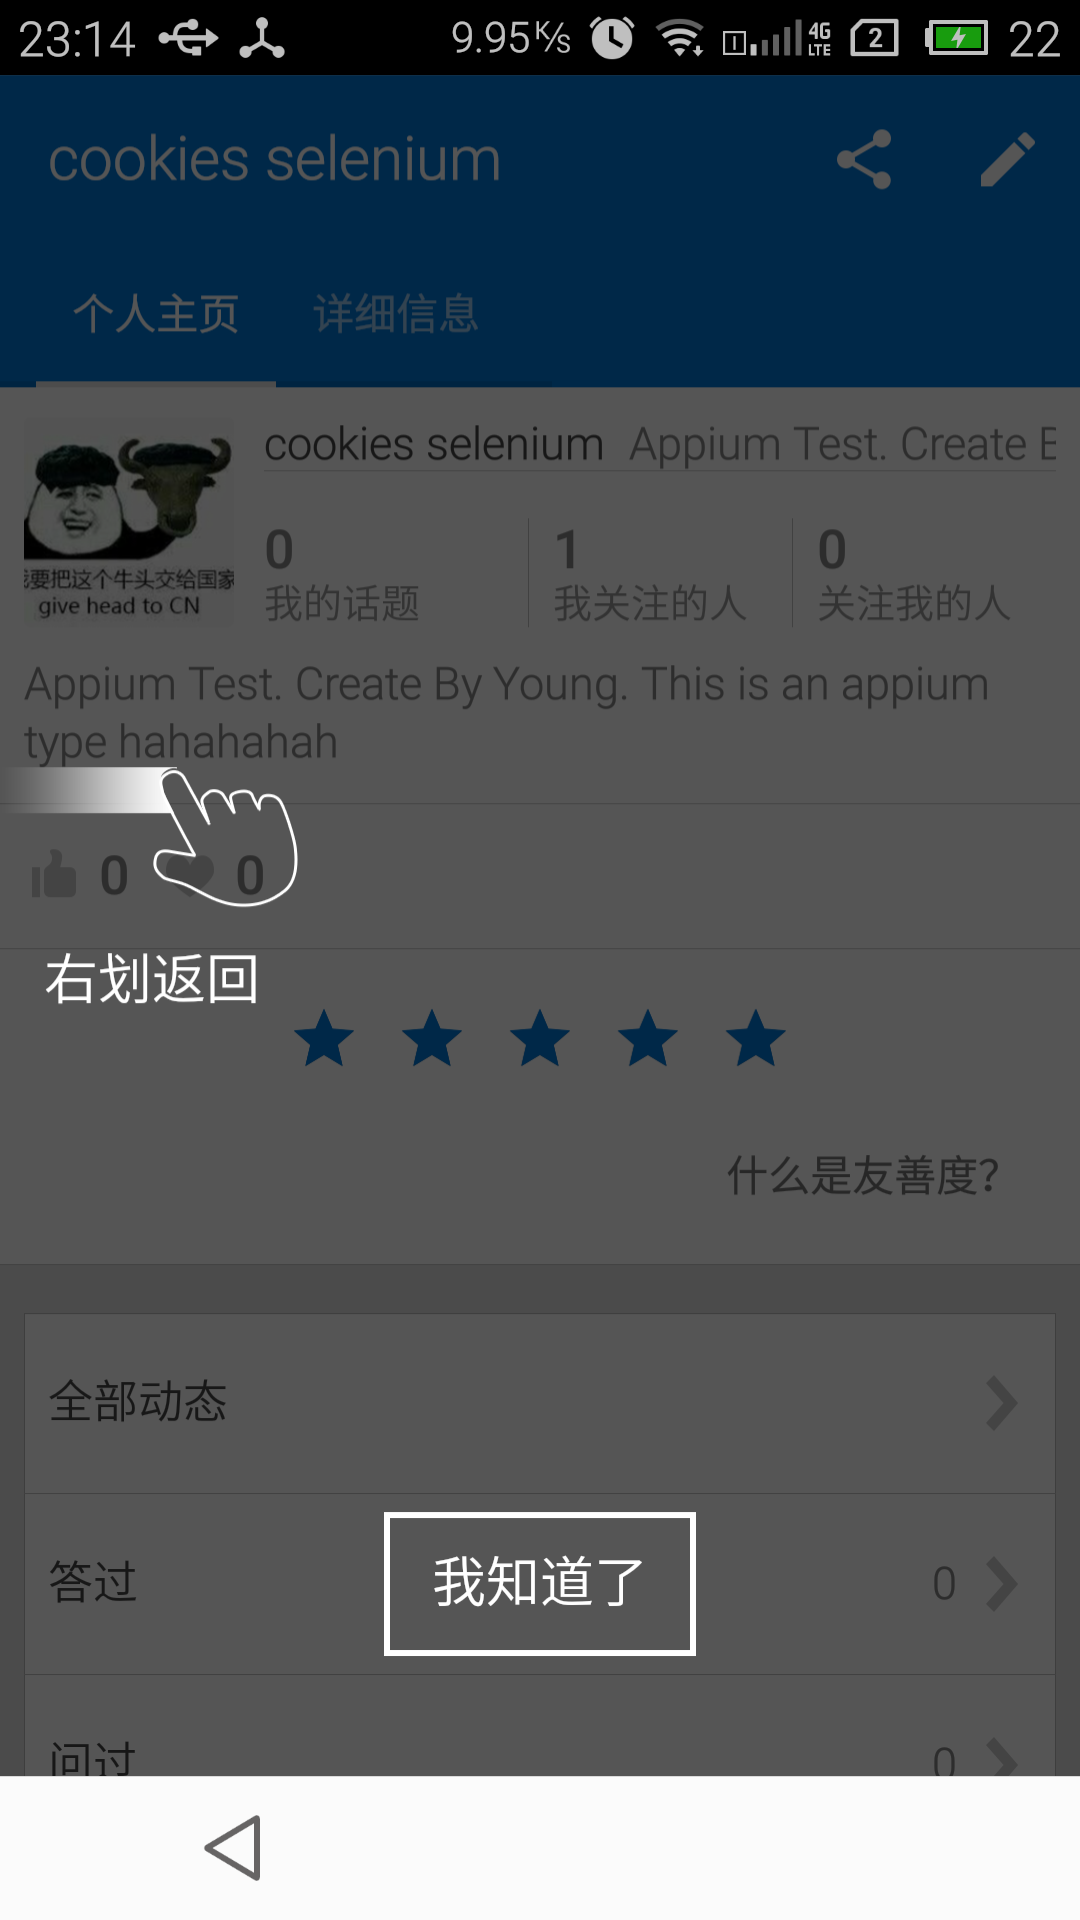 23:14 9.95K/s 4G LTE 2 22
cookies selenium
个人主页 详细信息
cookies selenium Appium Test. Create B
我要把这个牛头交给国家
give head to CN
0 1 0
我的话题 我关注的人 关注我的人
Appium Test. Create By Young. This is an appium
type hahahahah
0 0
右划返回
什么是友善度?
全部动态
答过 0
我知道了
问过 0